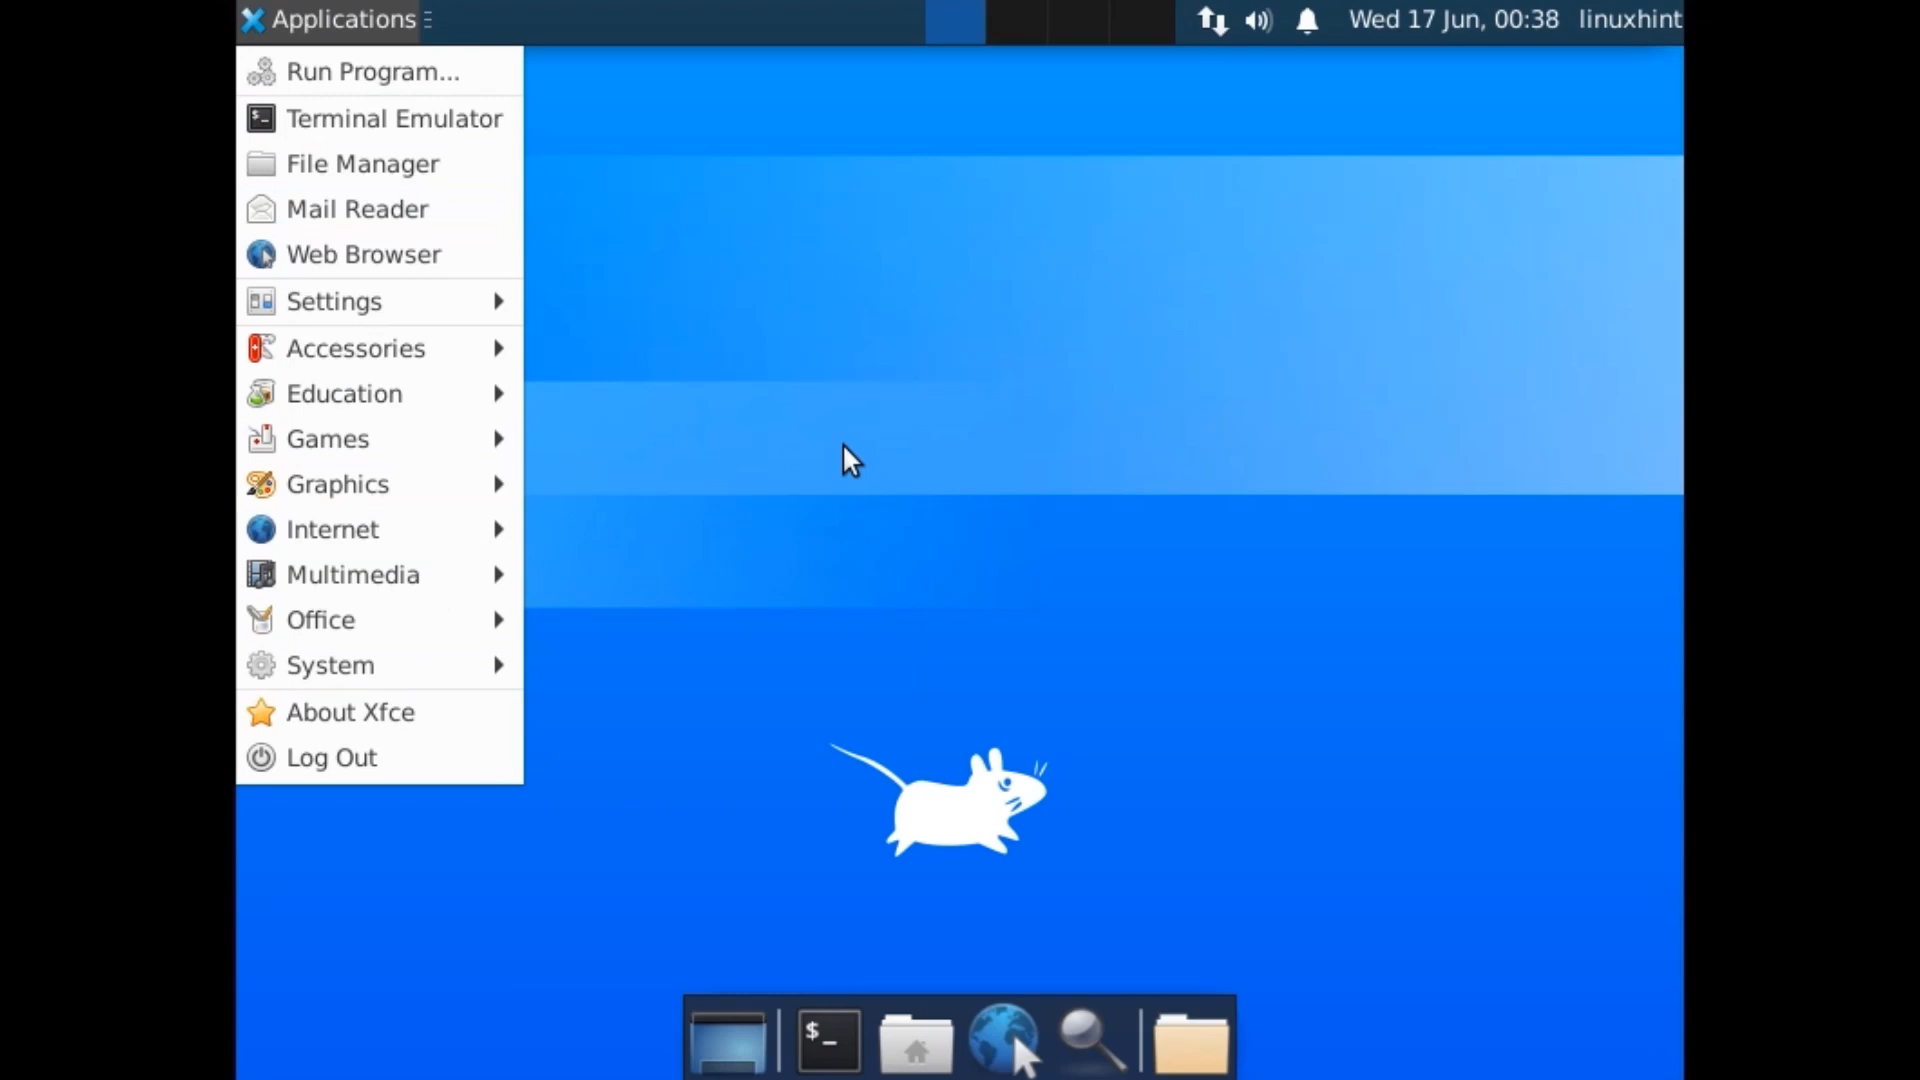 Applications
Wed 17 Jun, 00:38 linuxhint
Run Program...
Terminal Emulator
File Manager
Mail Reader
Web Browser
Settings
Accessories
Education
Games
Graphics
Internet
Multimedia
Office
System
About Xfce
Log Out
$_